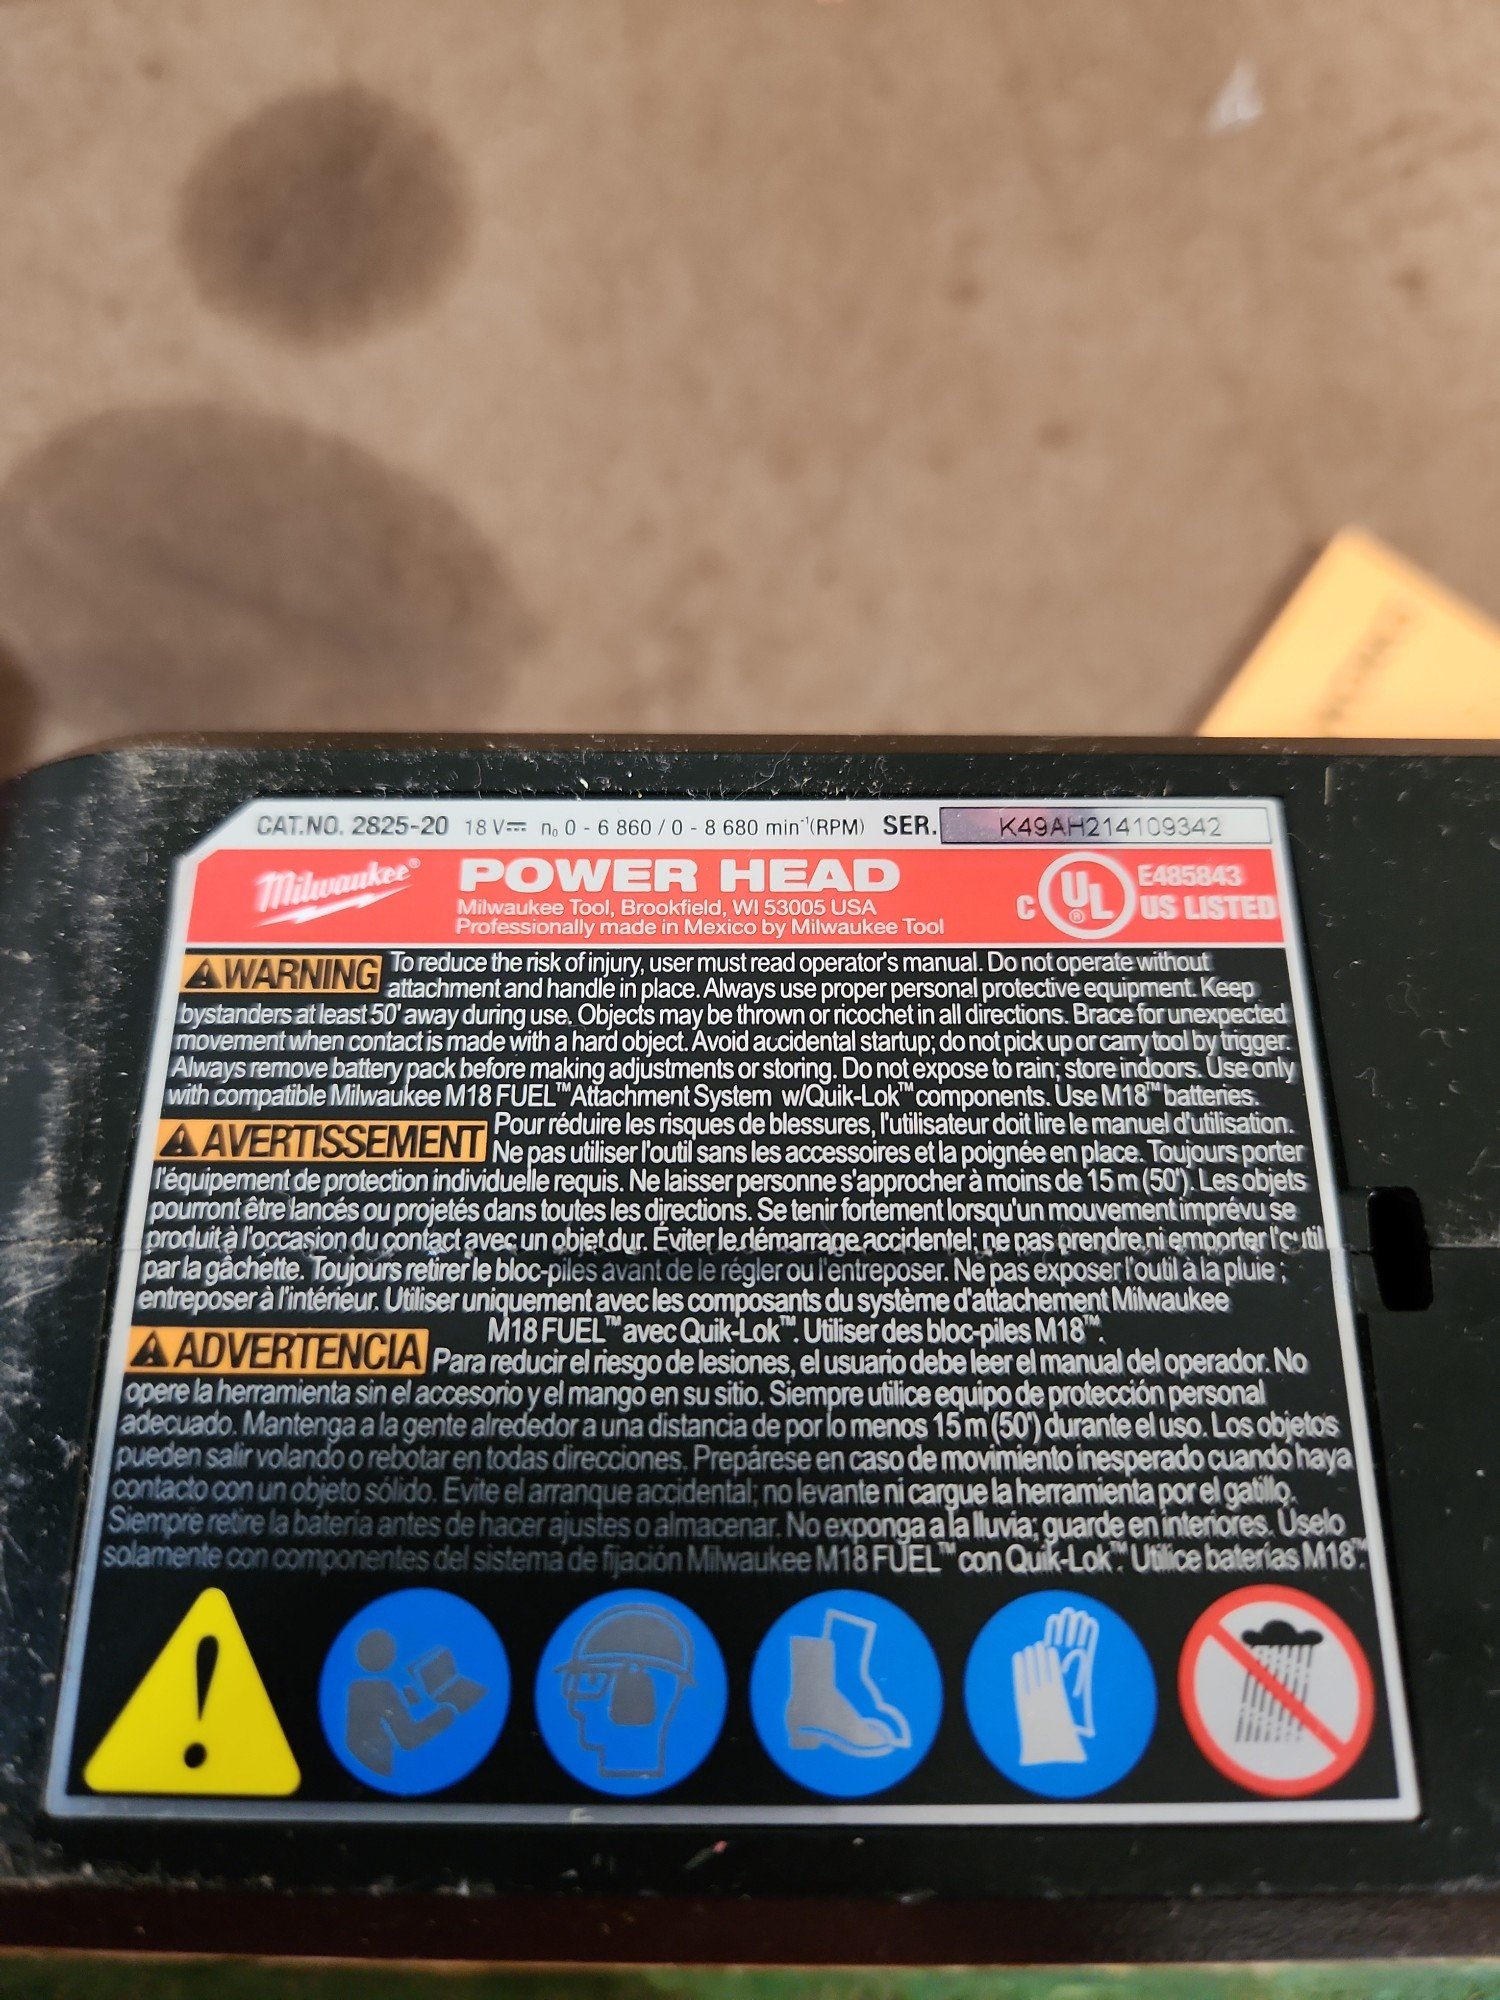 CAT.NO. 2825-20 18 V⎓ n₀ 0 - 6 860 / 0 - 8 680 min⁻¹(RPM) SER. K49AH214109342
Milwaukee® POWER HEAD
Milwaukee Tool, Brookfield, WI 53005 USA
Professionally made in Mexico by Milwaukee Tool
C UL® US LISTED
E485843
⚠WARNING To reduce the risk of injury, user must read operator's manual. Do not operate without
attachment and handle in place. Always use proper personal protective equipment. Keep
bystanders at least 50' away during use. Objects may be thrown or ricochet in all directions. Brace for unexpected
movement when contact is made with a hard object. Avoid accidental startup; do not pick up or carry tool by trigger.
Always remove battery pack before making adjustments or storing. Do not expose to rain; store indoors. Use only
with compatible Milwaukee M18 FUEL™ Attachment System w/Quik-Lok™ components. Use M18™ batteries.
⚠AVERTISSEMENT Pour réduire les risques de blessures, l'utilisateur doit lire le manuel d'utilisation.
Ne pas utiliser l'outil sans les accessoires et la poignée en place. Toujours porter
l'équipement de protection individuelle requis. Ne laisser personne s'approcher à moins de 15 m (50'). Les objets
pourront être lancés ou projetés dans toutes les directions. Se tenir fortement lorsqu'un mouvement imprévu se
produit à l'occasion du contact avec un objet dur. Éviter le démarrage accidentel; ne pas prendre ni emporter l'outil
par la gâchette. Toujours retirer le bloc-piles avant de le régler ou l'entreposer. Ne pas exposer l'outil à la pluie ;
entreposer à l'intérieur. Utiliser uniquement avec les composants du système d'attachement Milwaukee
M18 FUEL™ avec Quik-Lok™. Utiliser des bloc-piles M18™.
⚠ADVERTENCIA Para reducir el riesgo de lesiones, el usuario debe leer el manual del operador. No
opere la herramienta sin el accesorio y el mango en su sitio. Siempre utilice equipo de protección personal
adecuado. Mantenga a la gente alrededor a una distancia de por lo menos 15 m (50') durante el uso. Los objetos
pueden salir volando o rebotar en todas direcciones. Prepárese en caso de movimiento inesperado cuando haya
contacto con un objeto sólido. Evite el arranque accidental; no levante ni cargue la herramienta por el gatillo.
Siempre retire la batería antes de hacer ajustes o almacenar. No exponga a la lluvia; guarde en interiores. Úselo
solamente con componentes del sistema de fijación Milwaukee M18 FUEL™ con Quik-Lok™. Utilice baterías M18™.